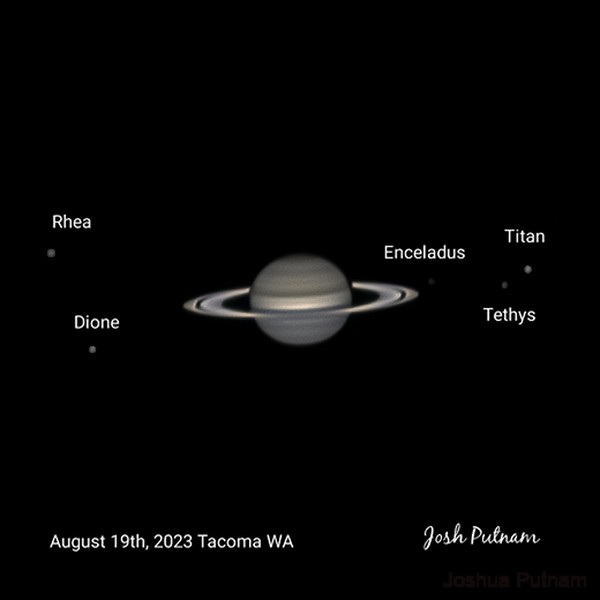 Rhea
Titan
Enceladus
Tethys
Dione
August 19th, 2023 Tacoma WA
Josh Putnam
Joshua Putnam